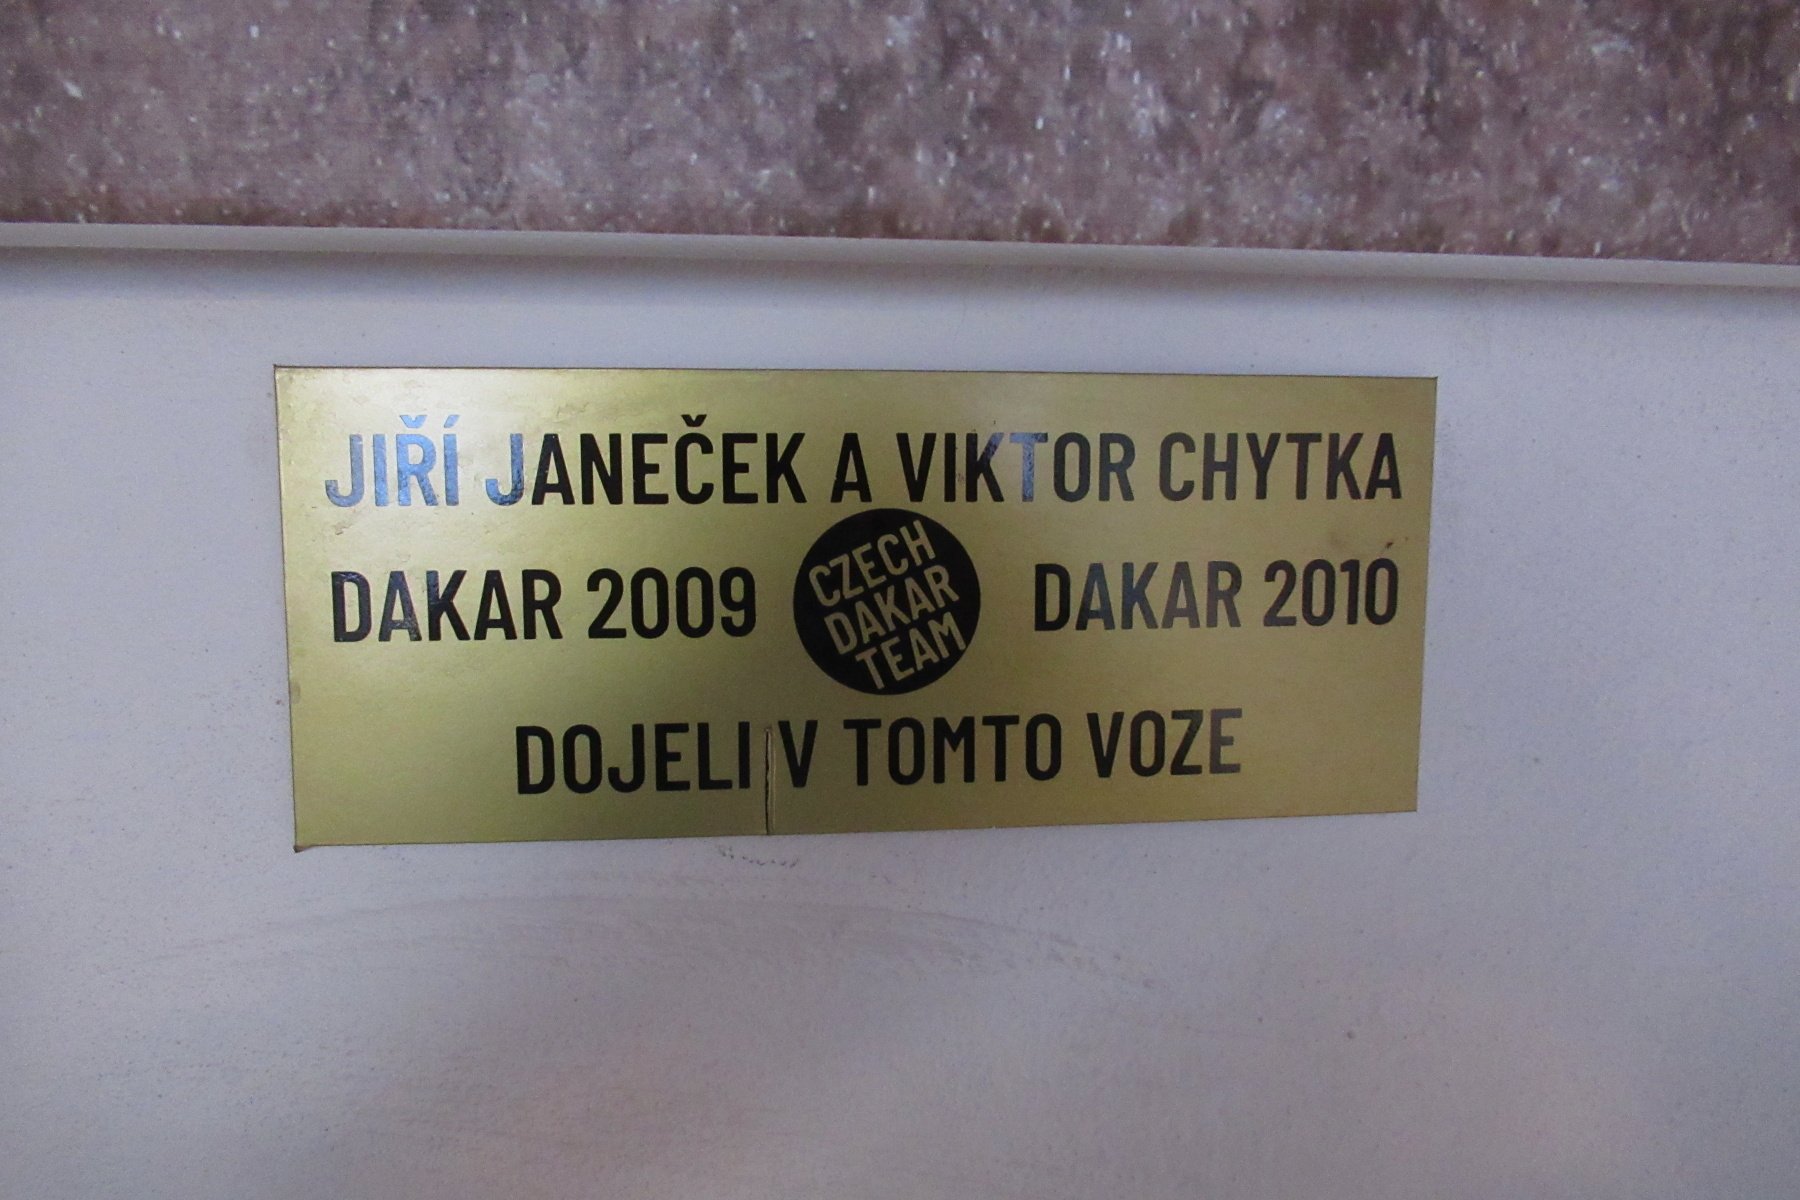 JIŘÍ JANEČEK A VIKTOR CHYTKA
DAKAR 2009
CZECH
DAKAR
TEAM
DAKAR 2010
DOJELI V TOMTO VOZE